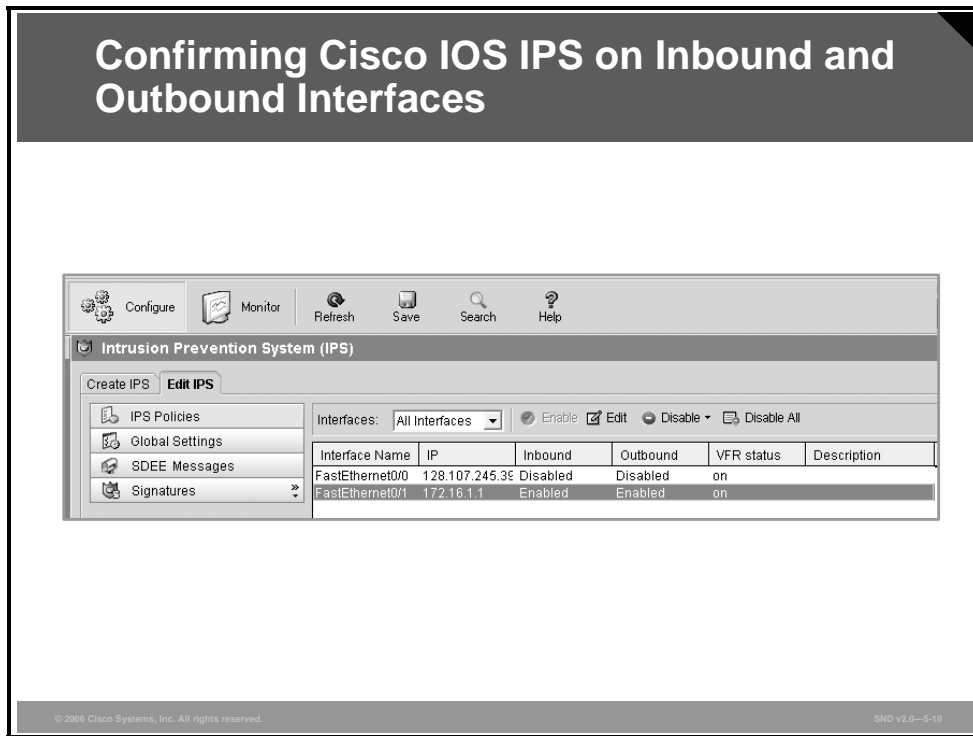 Confirming Cisco IOS IPS on Inbound and
Outbound Interfaces
Configure Monitor Refresh Save Search Help
Intrusion Prevention System (IPS)
Create IPS Edit IPS
IPS Policies
Global Settings
SDEE Messages
Signatures
Interfaces: All Interfaces Enable Edit Disable Disable All
Interface Name IP Inbound Outbound VFR status Description
FastEthernet0/0 128.107.245.39 Disabled Disabled on
FastEthernet0/1 172.16.1.1 Enabled Enabled on
© 2006 Cisco Systems, Inc. All rights reserved. SND v2.0—5-10